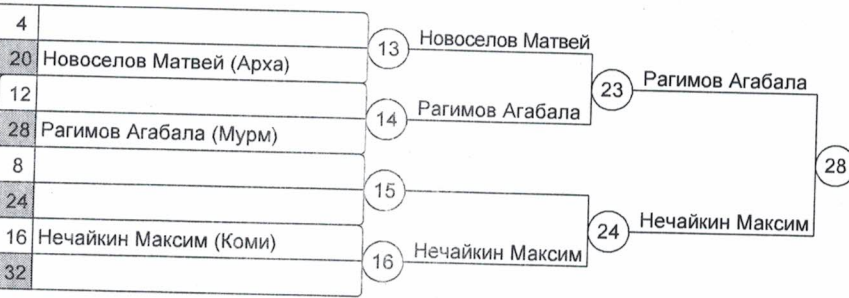 4
20 Новоселов Матвей (Арха)
12
28 Рагимов Агабала (Мурм)
8
24
16 Нечайкин Максим (Коми)
32
13 Новоселов Матвей
14 Рагимов Агабала
15
16 Нечайкин Максим
23 Рагимов Агабала
24 Нечайкин Максим
28